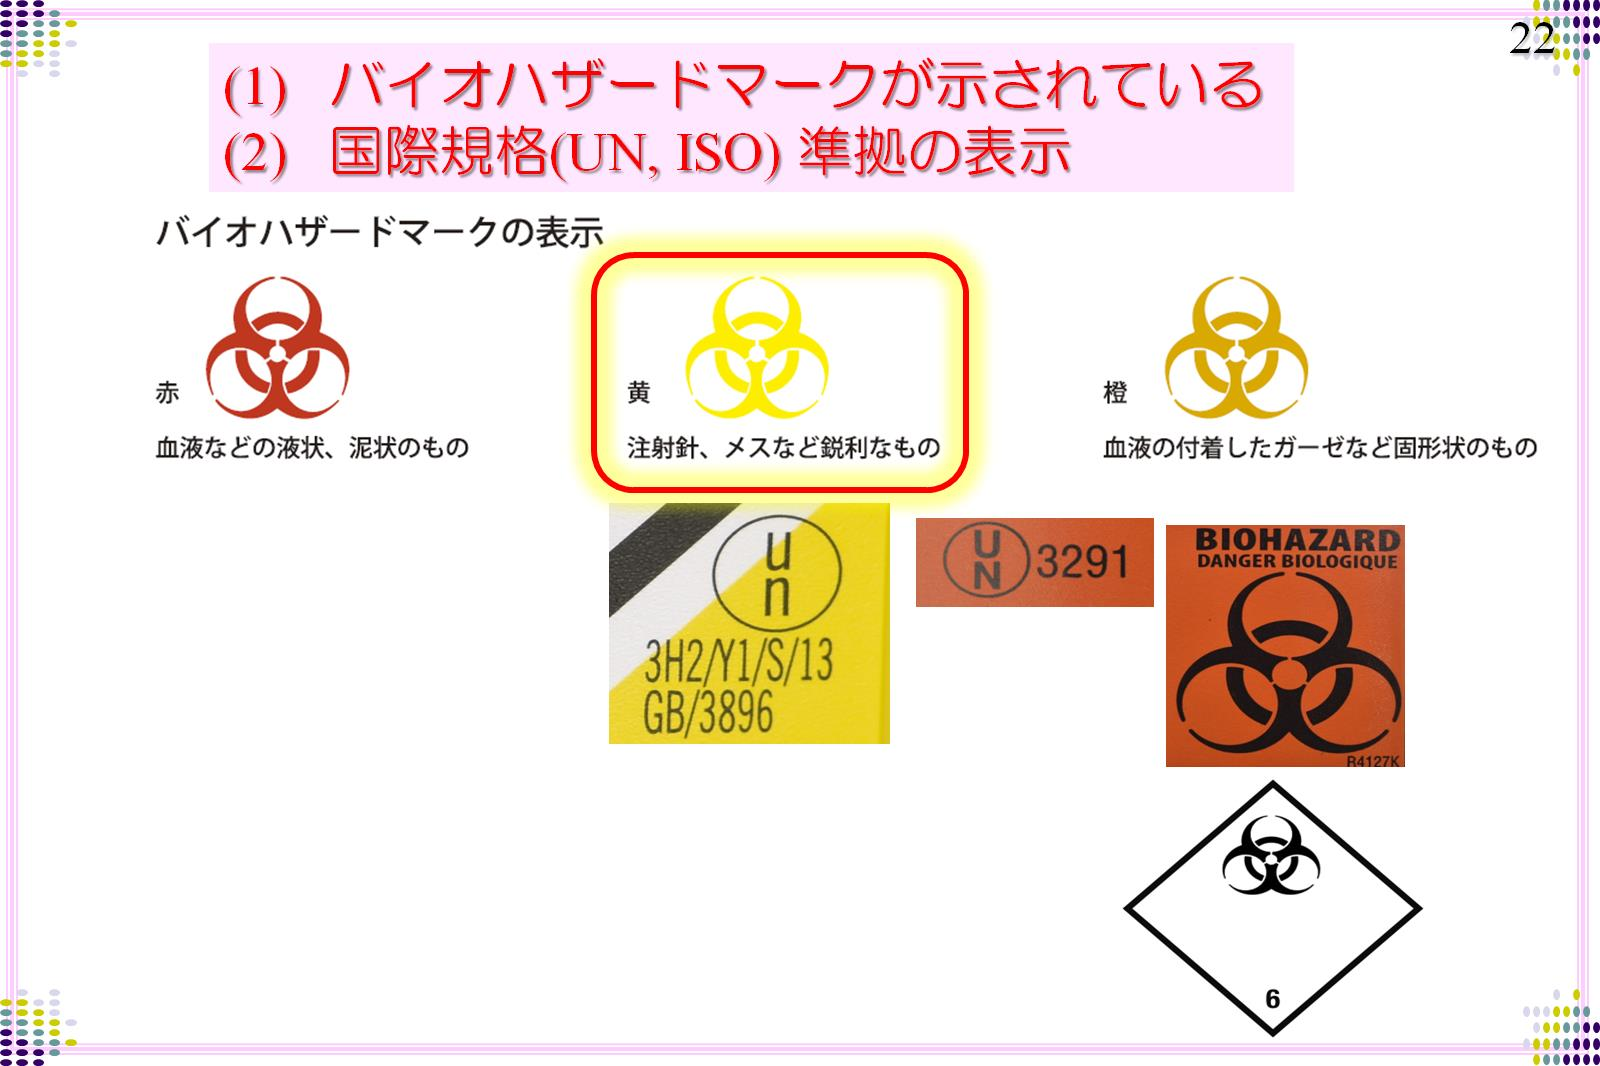 22
(1) バイオハザードマークが示されている
(2) 国際規格(UN, ISO) 準拠の表示
バイオハザードマークの表示
赤
血液などの液状、泥状のもの
黄
注射針、メスなど鋭利なもの
橙
血液の付着したガーゼなど固形状のもの
u
n
3H2/Y1/S/13
GB/3896
U
N
3291
BIOHAZARD
DANGER BIOLOGIQUE
R4127K
6